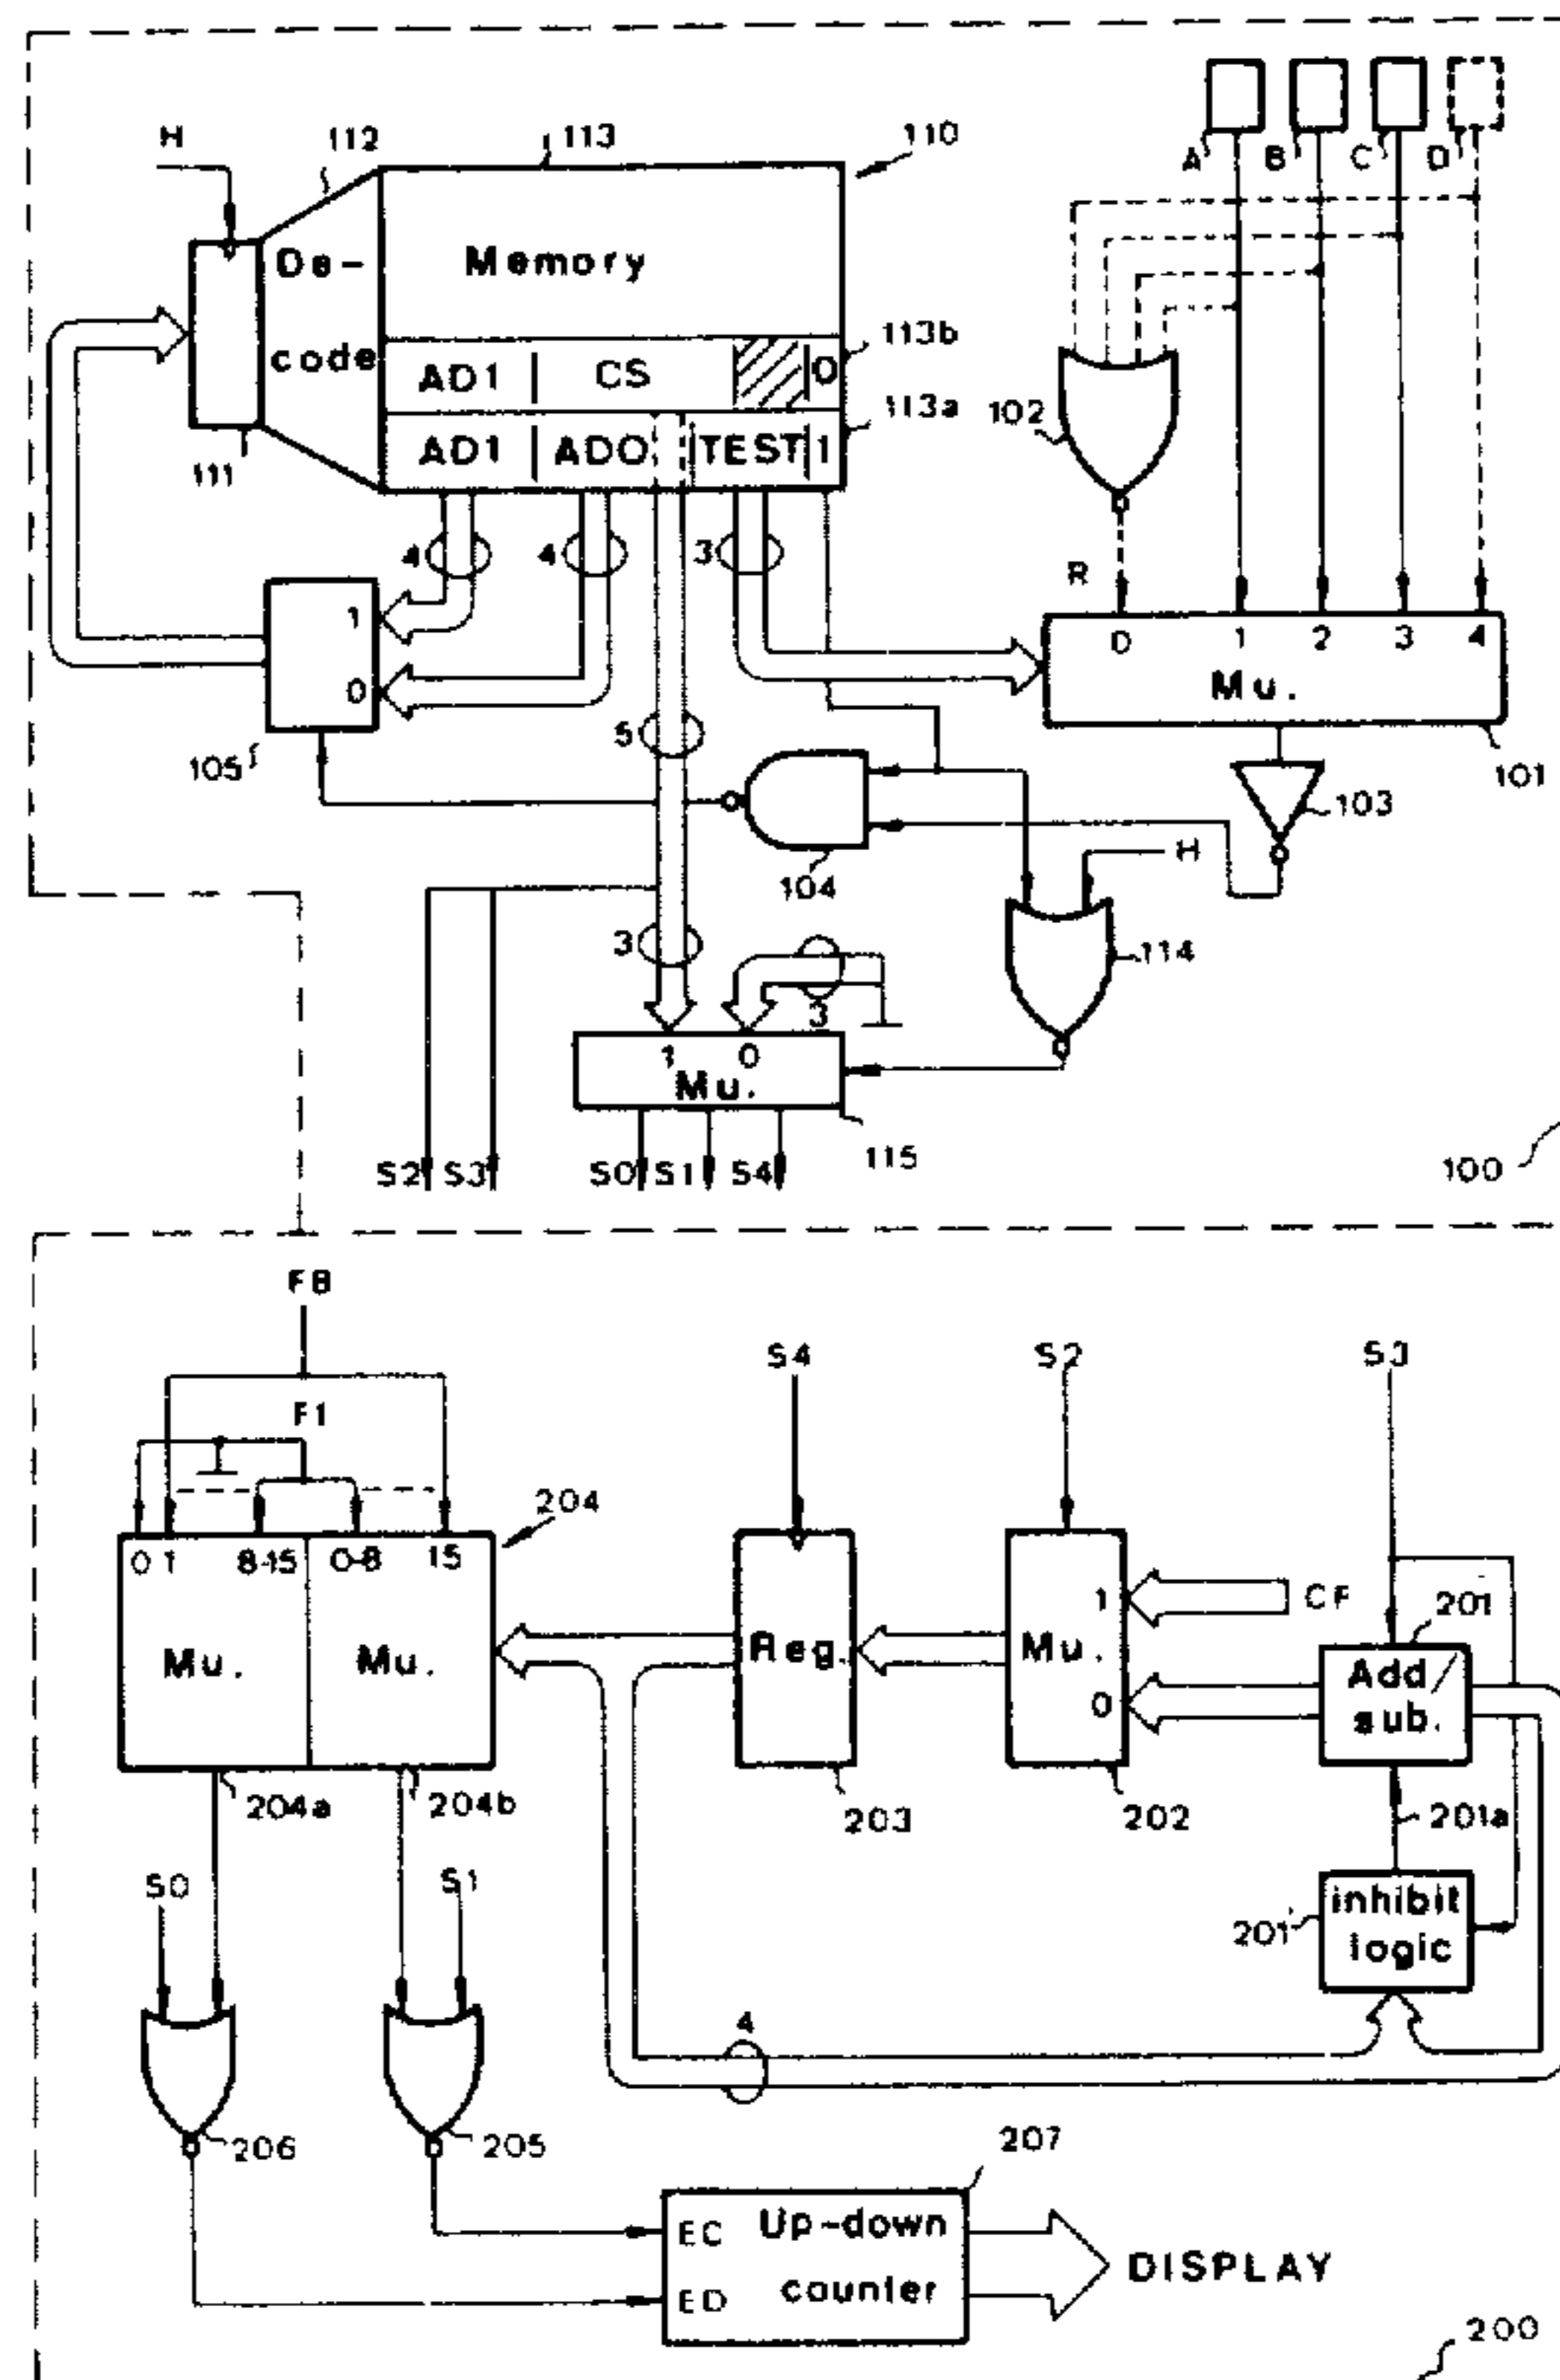 A B C D
H 112 113 110
De- Memory
code
113b
AD1 CS 0
113a
AD1 ADO TEST 1
102
111
4 4 3
R
1
0 1 2 3 4
0
Mu.
5
105
101
103
H
104
3
114
3
1 0
Mu.
S2 S3 S0 S1 S4 115
100
F8
S4 S2 S3
F1
204
0 1 8-15 0-8 15
1 CF 201
Mu. Mu. Reg. Mu. Add/
0 sub.
204a 204b 203 202 201a
S0 S1
inhibit
201'
logic
4
206 205 207
EC Up-down
DISPLAY
counter
ED
200